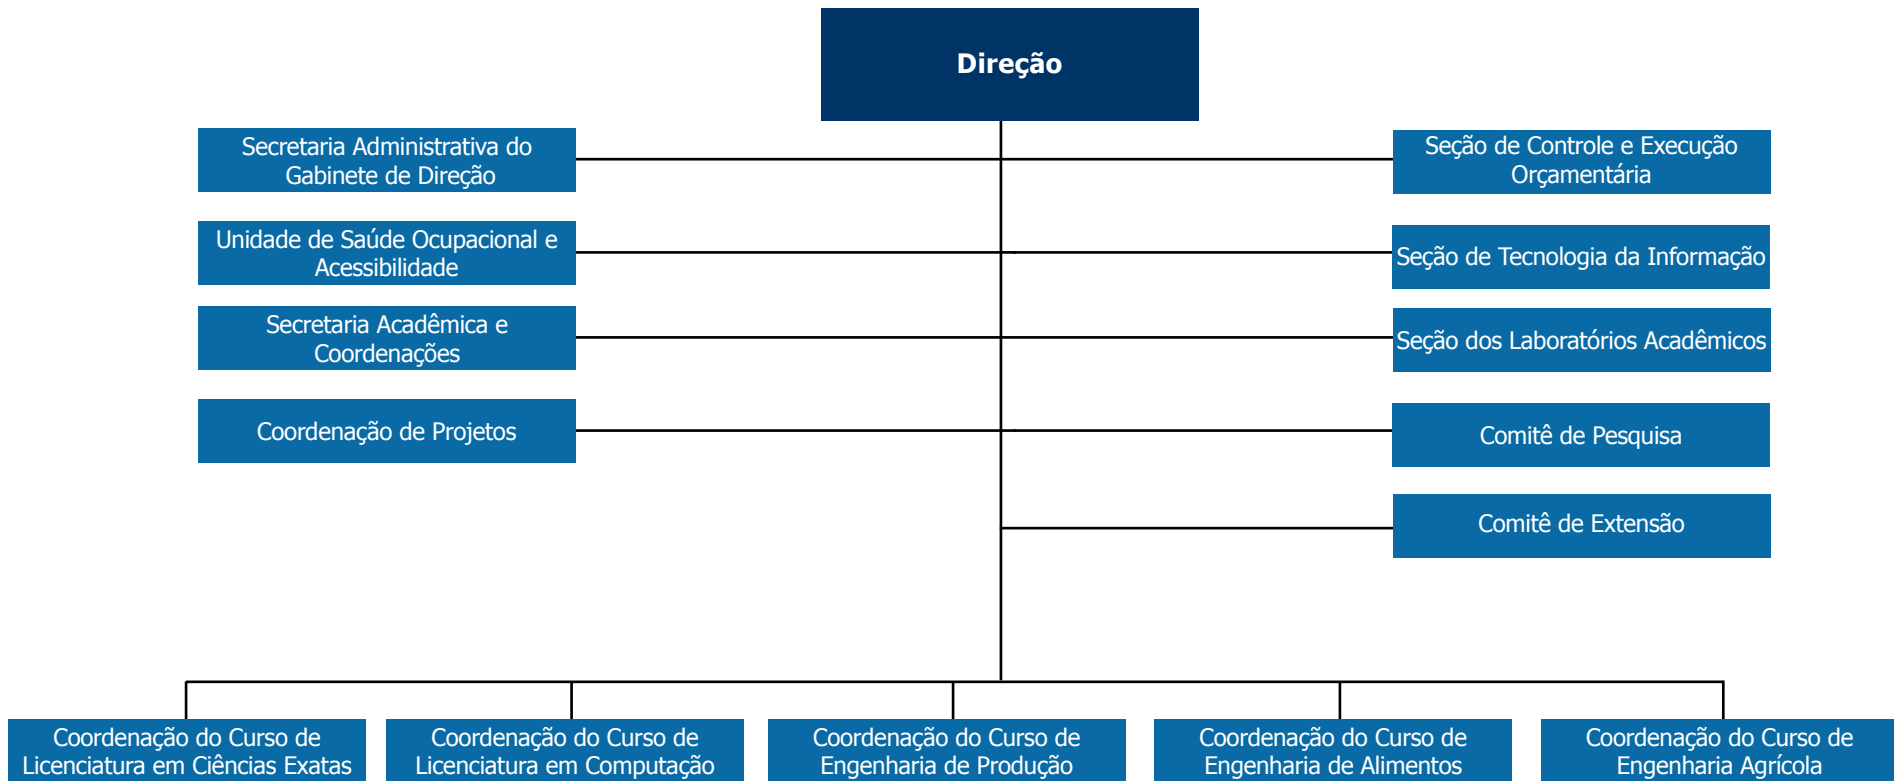 Direção
Secretaria Administrativa do
Gabinete de Direção
Seção de Controle e Execução
Orçamentária
Unidade de Saúde Ocupacional e
Acessibilidade
Seção de Tecnologia da Informação
Secretaria Acadêmica e
Coordenações
Seção dos Laboratórios Acadêmicos
Coordenação de Projetos
Comitê de Pesquisa
Comitê de Extensão
Coordenação do Curso de
Licenciatura em Ciências Exatas
Coordenação do Curso de
Licenciatura em Computação
Coordenação do Curso de
Engenharia de Produção
Coordenação do Curso de
Engenharia de Alimentos
Coordenação do Curso de
Engenharia Agrícola